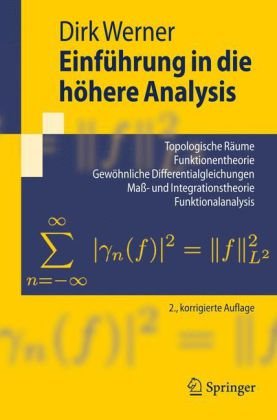 Dirk Werner
Einführung in die
höhere Analysis
Topologische Räume
Funktionentheorie
Gewöhnliche Differentialgleichungen
Maß- und Integrationstheorie
Funktionalanalysis
∞
∑ |γn(f)|² = ‖f‖²L²
n=−∞
2., korrigierte Auflage
Springer